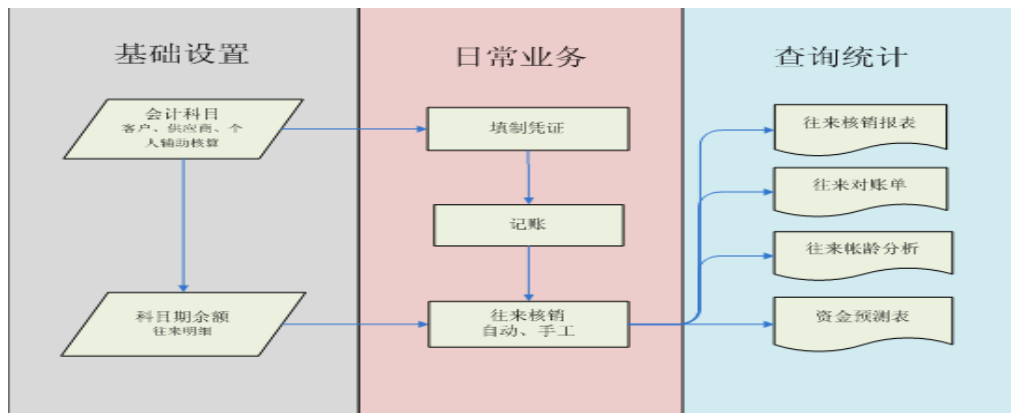 基础设置
日常业务
查询统计
会计科目
客户、供应商、个
人辅助核算
填制凭证
往来核销报表
往来对账单
记账
往来帐龄分析
科目期余额
往来明细
往来核销
自动、手工
资金预测表